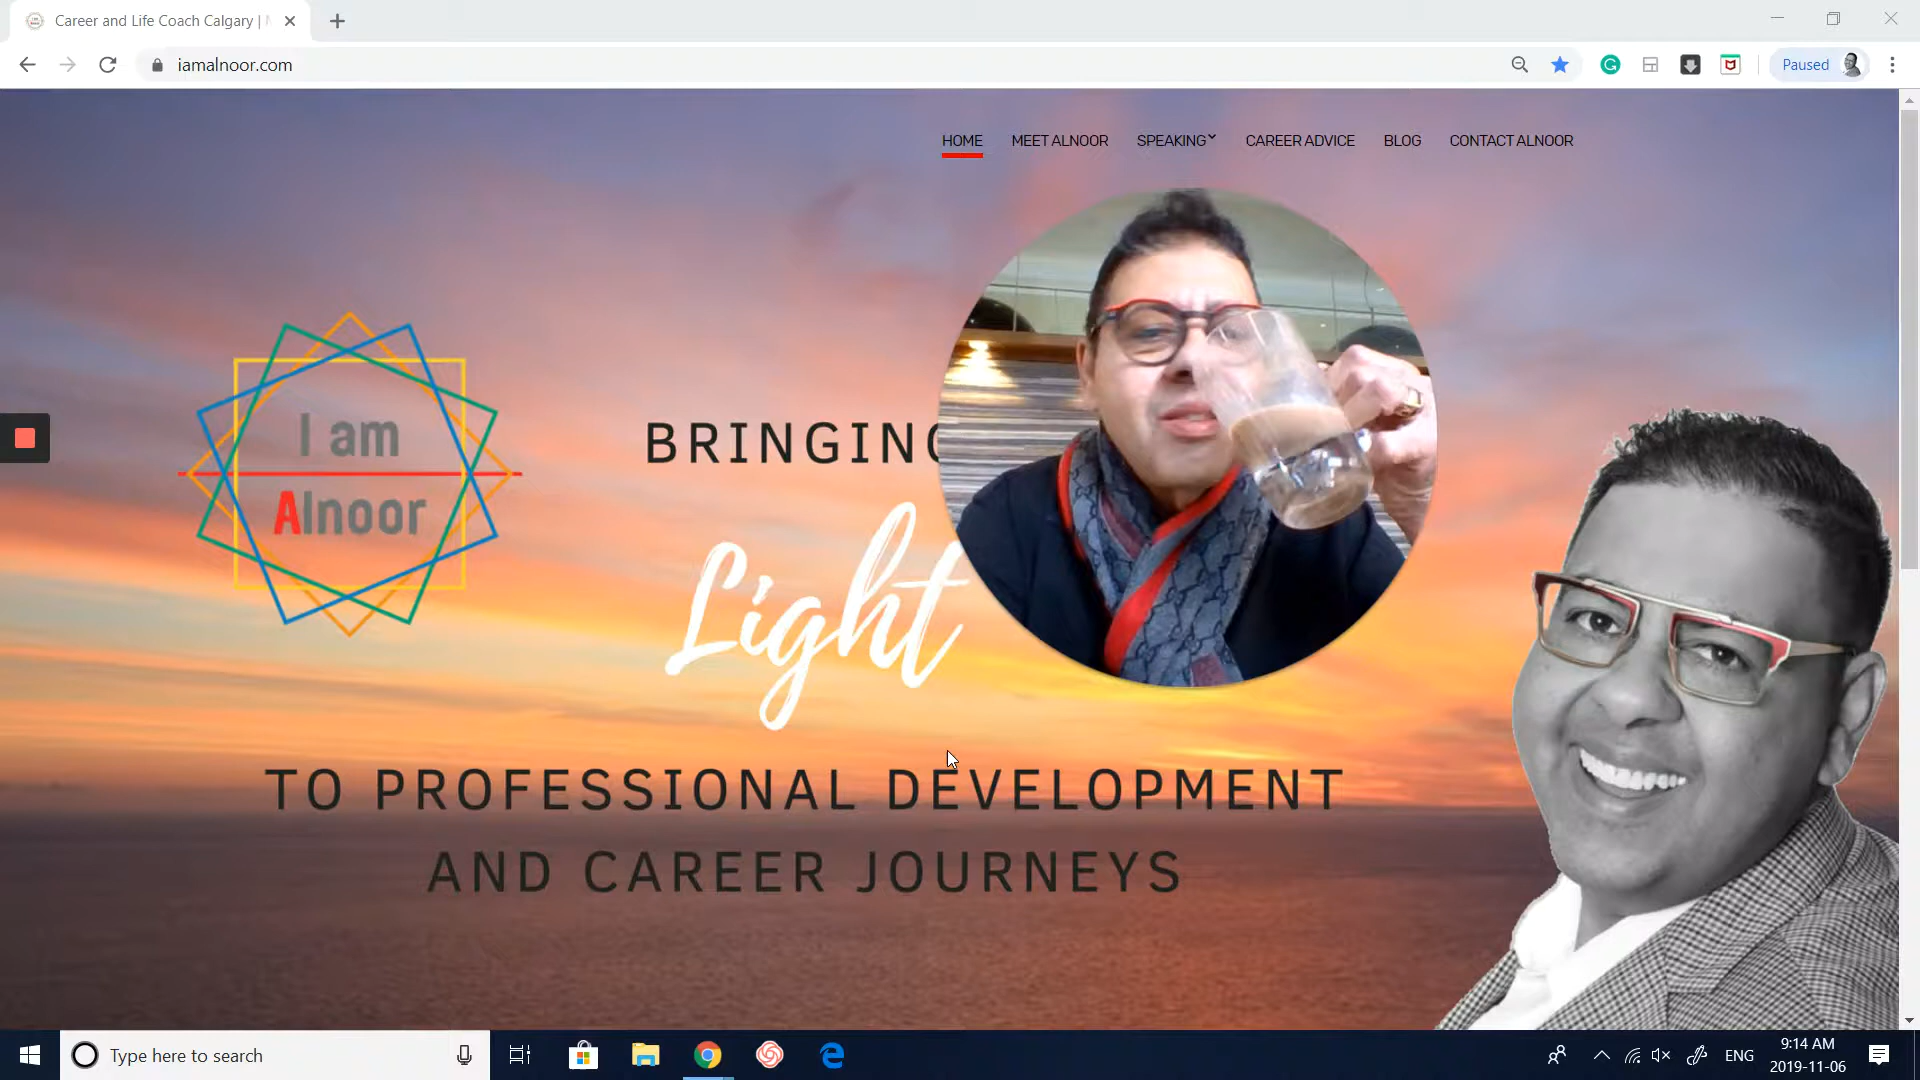 Career and Life Coach Calgary |
iamalnoor.com
Paused
HOME
MEET ALNOOR
SPEAKING
CAREER ADVICE
BLOG
CONTACT ALNOOR
I am
Alnoor
BRINGING
Light
TO PROFESSIONAL DEVELOPMENT
AND CAREER JOURNEYS
Type here to search
ENG
9:14 AM
2019-11-06